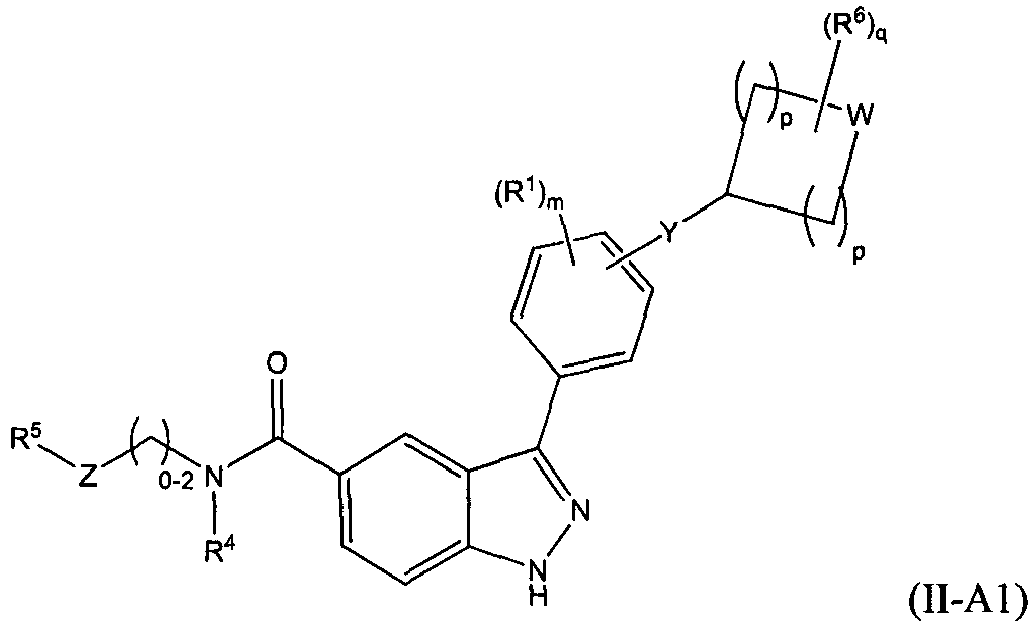 (R⁶)q
( )p W
(R¹)m
Y
( )p
O
R⁵ Z ( )0-2 N
R⁴
N
N
H
(II-A1)